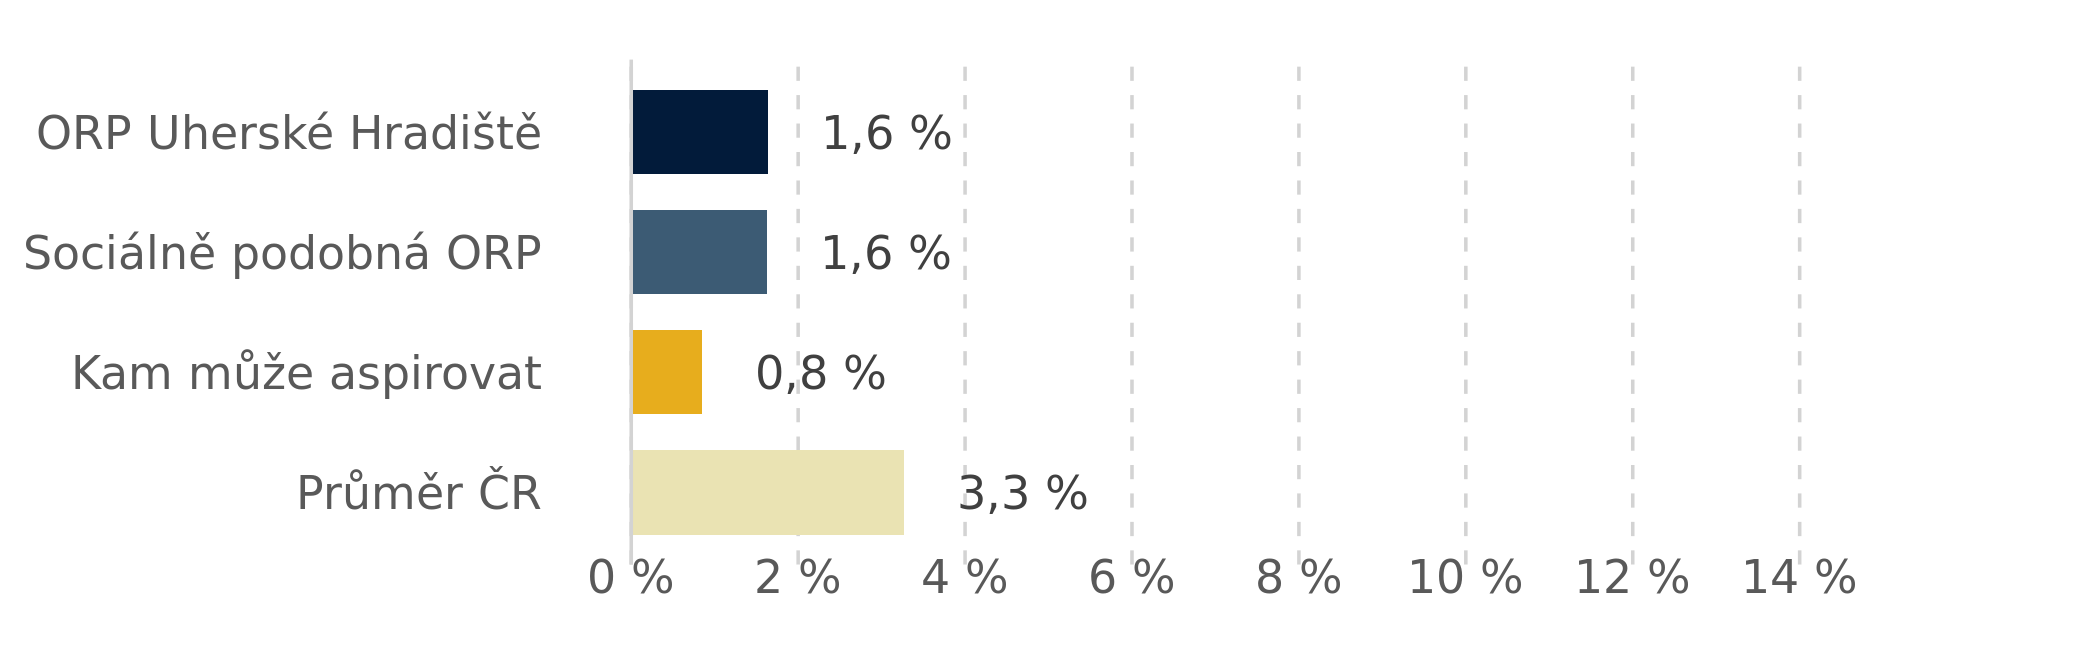 ORP Uherské Hradiště 1,6 %
Sociálně podobná ORP 1,6 %
Kam může aspirovat 0,8 %
Průměr ČR 3,3 %
0 % 2 % 4 % 6 % 8 % 10 % 12 % 14 %